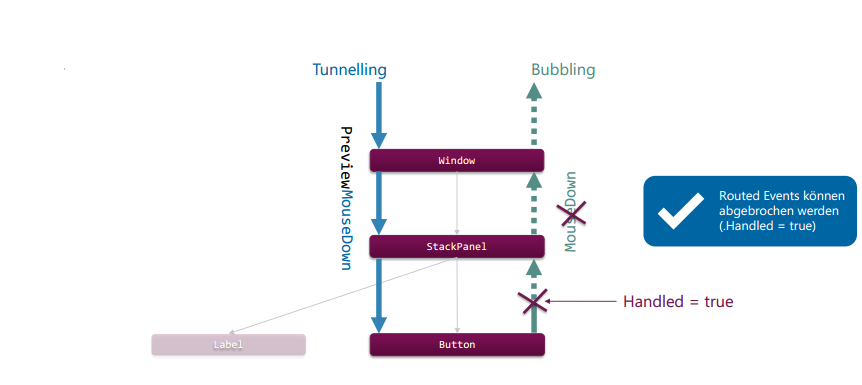 Tunnelling
Bubbling
PreviewMouseDown
Window
MouseDown
Routed Events können
abgebrochen werden
(.Handled = true)
StackPanel
Handled = true
Label
Button